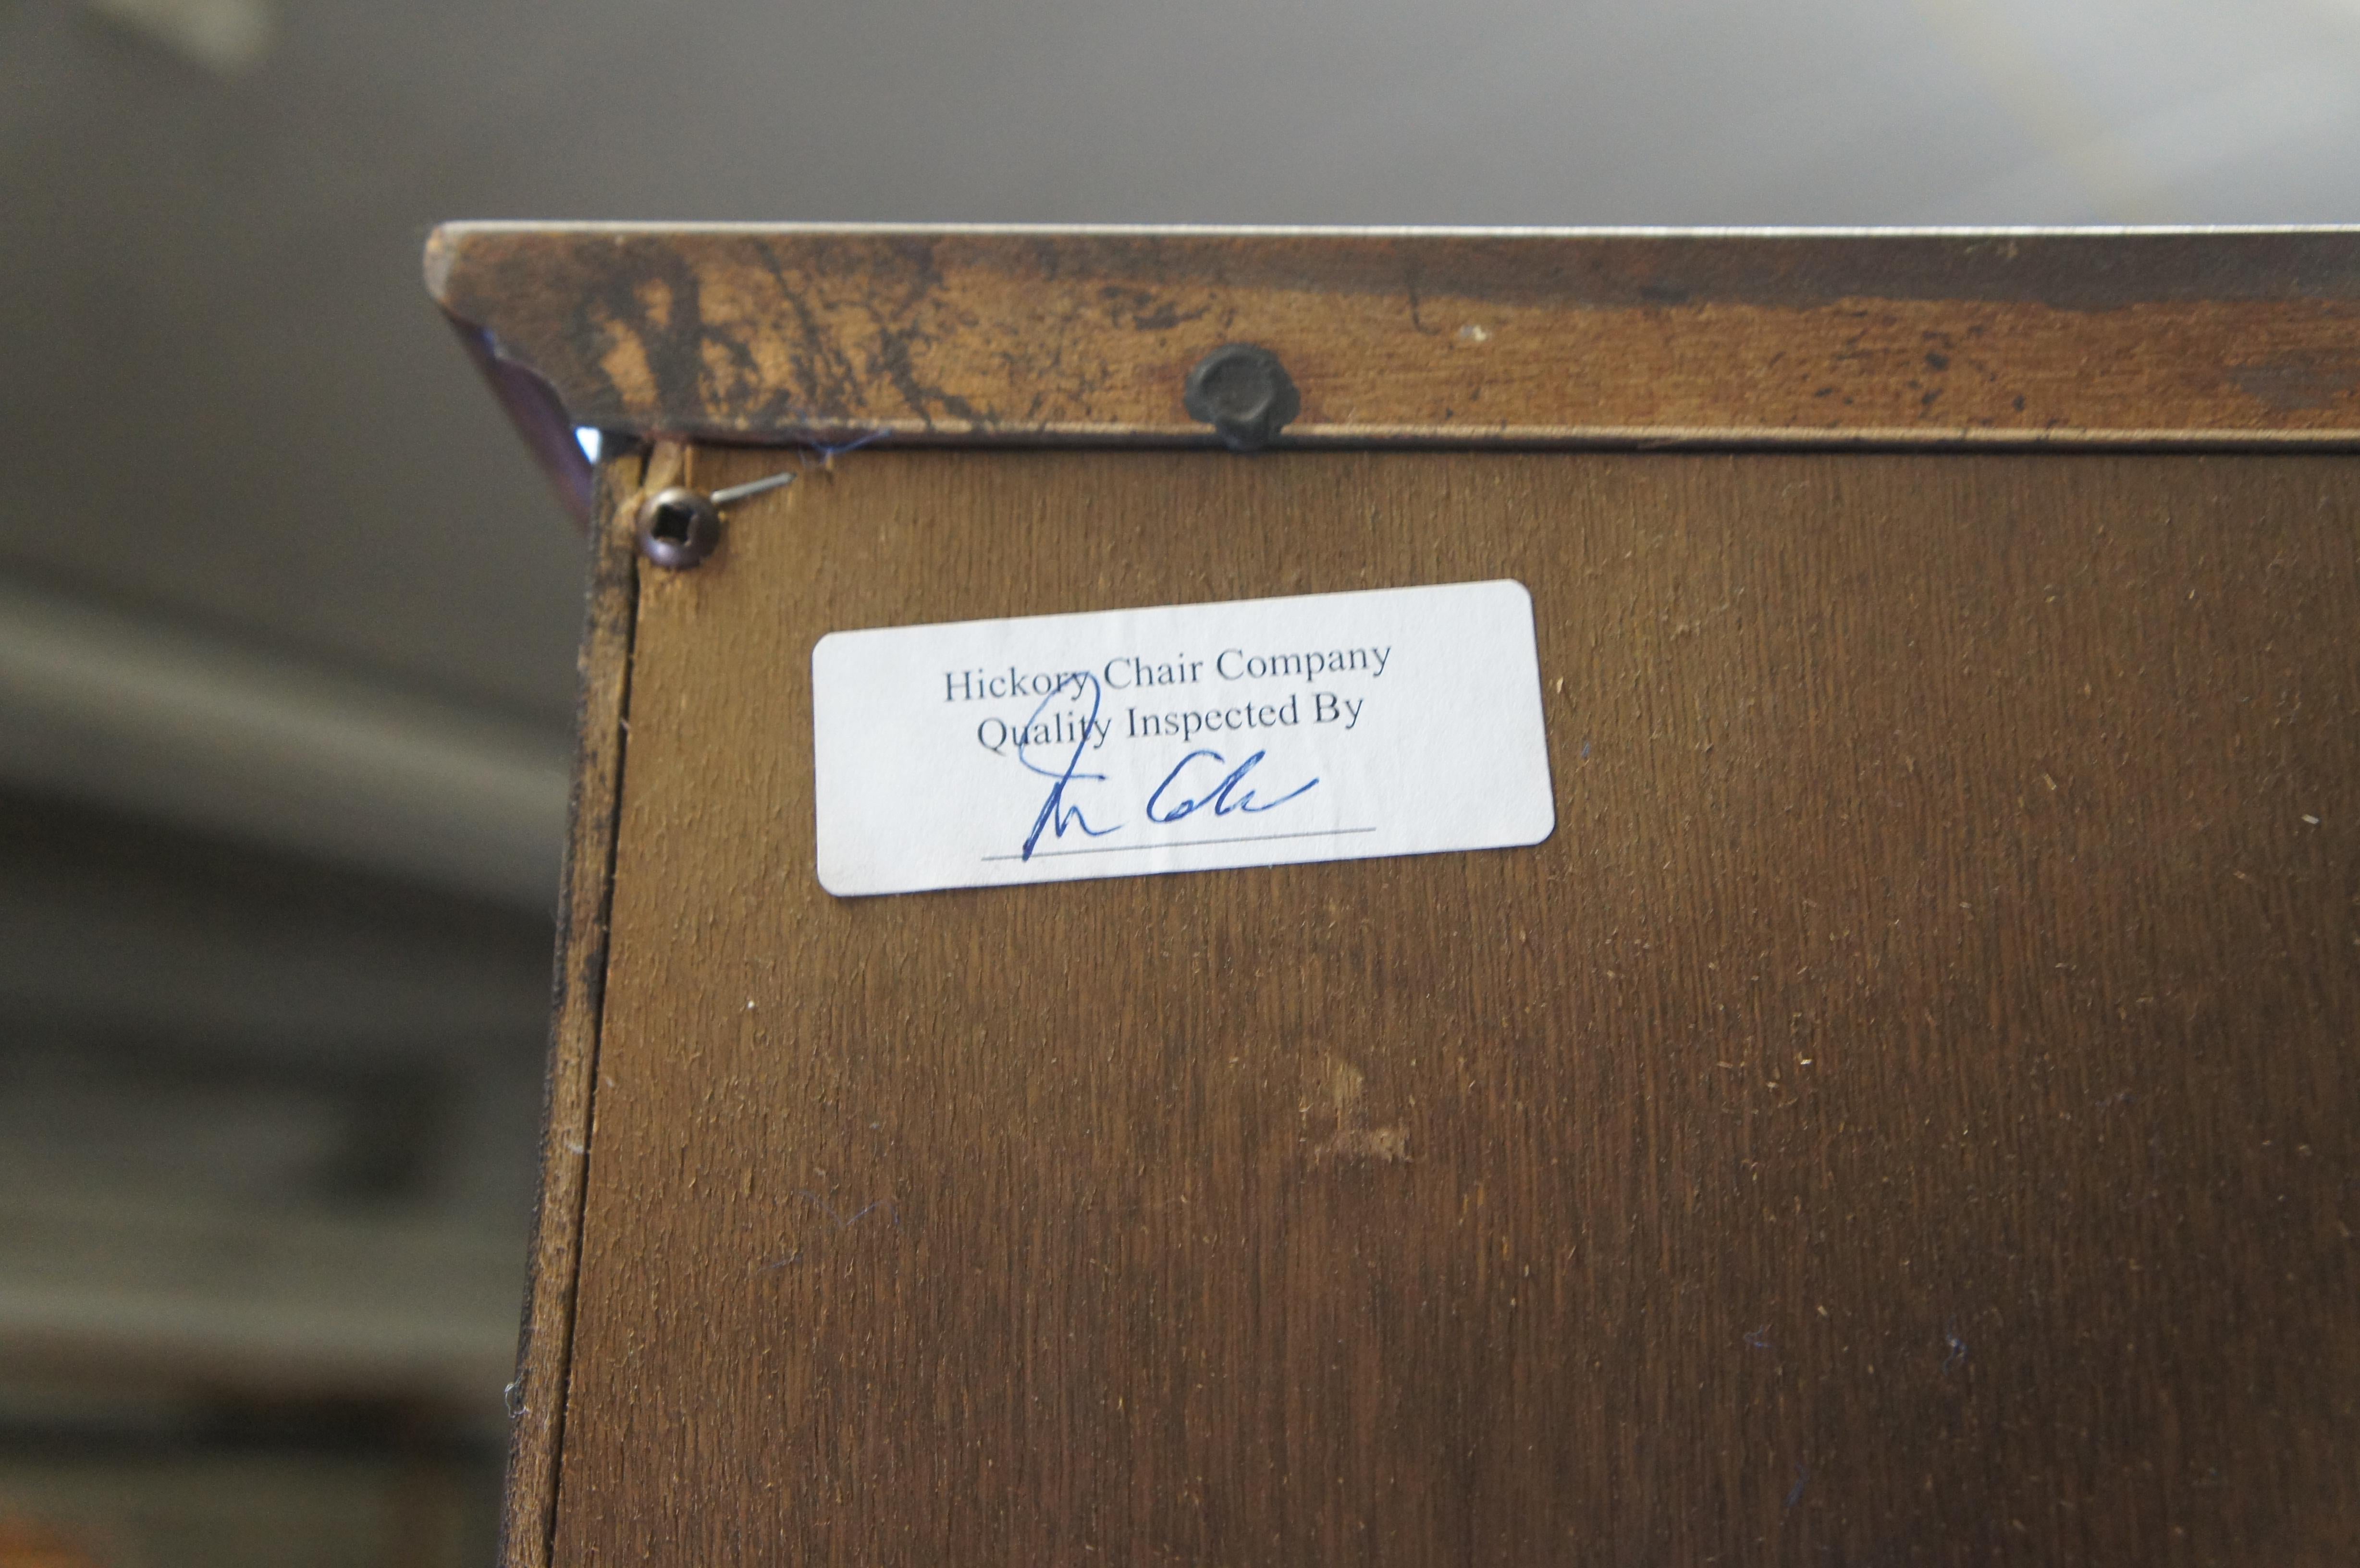 Hickory Chair Company
Quality Inspected By